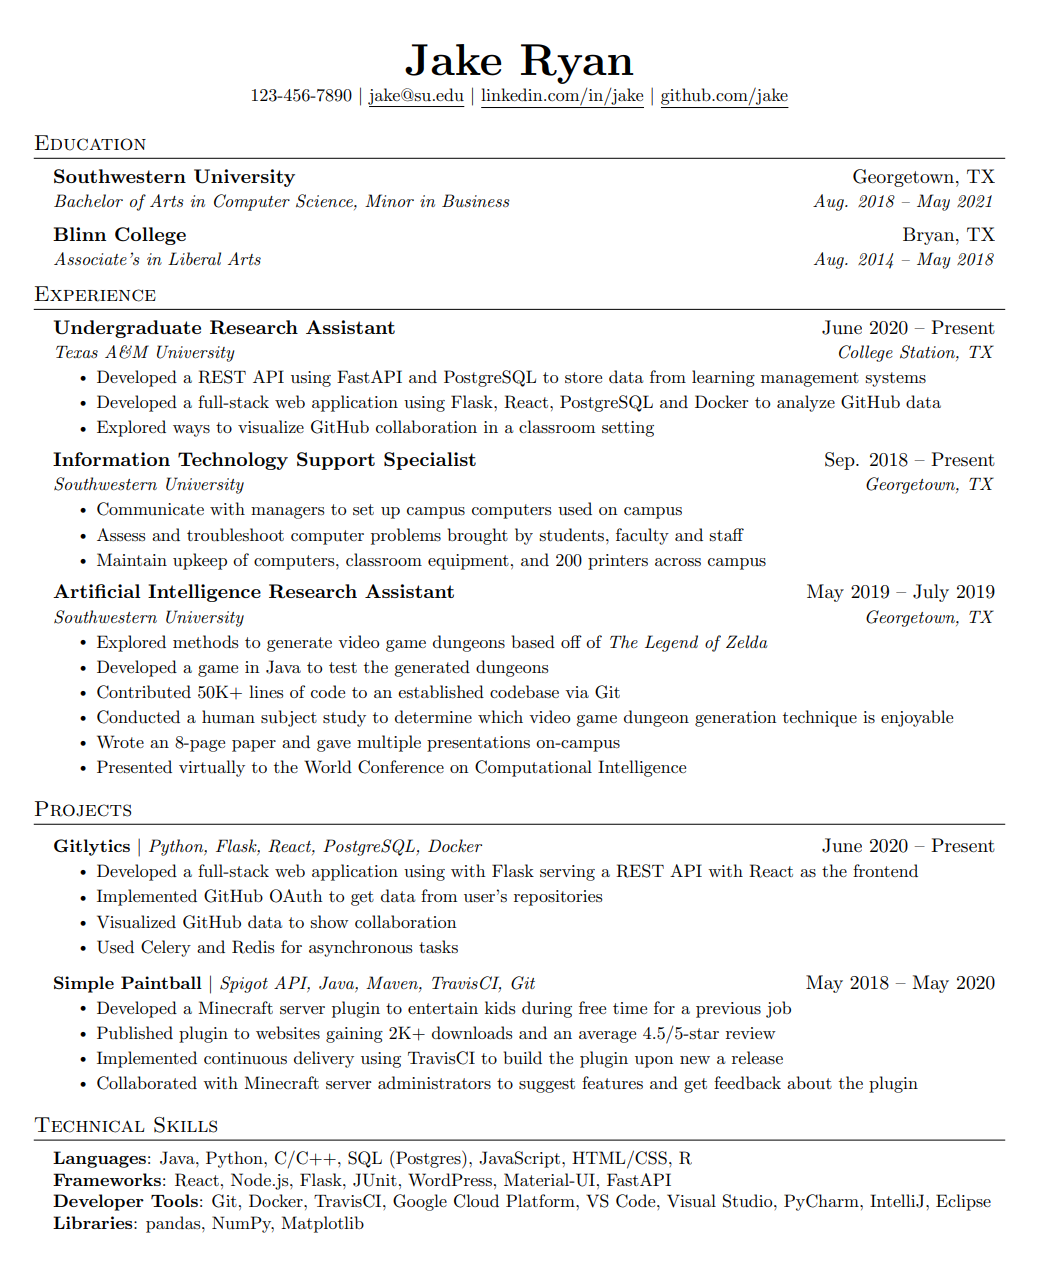 Jake Ryan
123-456-7890 | jake@su.edu | linkedin.com/in/jake | github.com/jake
Education
Southwestern University Georgetown, TX
Bachelor of Arts in Computer Science, Minor in Business Aug. 2018 – May 2021
Blinn College Bryan, TX
Associate's in Liberal Arts Aug. 2014 – May 2018
Experience
Undergraduate Research Assistant June 2020 – Present
Texas A&M University College Station, TX
• Developed a REST API using FastAPI and PostgreSQL to store data from learning management systems
• Developed a full-stack web application using Flask, React, PostgreSQL and Docker to analyze GitHub data
• Explored ways to visualize GitHub collaboration in a classroom setting
Information Technology Support Specialist Sep. 2018 – Present
Southwestern University Georgetown, TX
• Communicate with managers to set up campus computers used on campus
• Assess and troubleshoot computer problems brought by students, faculty and staff
• Maintain upkeep of computers, classroom equipment, and 200 printers across campus
Artificial Intelligence Research Assistant May 2019 – July 2019
Southwestern University Georgetown, TX
• Explored methods to generate video game dungeons based off of The Legend of Zelda
• Developed a game in Java to test the generated dungeons
• Contributed 50K+ lines of code to an established codebase via Git
• Conducted a human subject study to determine which video game dungeon generation technique is enjoyable
• Wrote an 8-page paper and gave multiple presentations on-campus
• Presented virtually to the World Conference on Computational Intelligence
Projects
Gitlytics | Python, Flask, React, PostgreSQL, Docker June 2020 – Present
• Developed a full-stack web application using with Flask serving a REST API with React as the frontend
• Implemented GitHub OAuth to get data from user's repositories
• Visualized GitHub data to show collaboration
• Used Celery and Redis for asynchronous tasks
Simple Paintball | Spigot API, Java, Maven, TravisCI, Git May 2018 – May 2020
• Developed a Minecraft server plugin to entertain kids during free time for a previous job
• Published plugin to websites gaining 2K+ downloads and an average 4.5/5-star review
• Implemented continuous delivery using TravisCI to build the plugin upon new a release
• Collaborated with Minecraft server administrators to suggest features and get feedback about the plugin
Technical Skills
Languages: Java, Python, C/C++, SQL (Postgres), JavaScript, HTML/CSS, R
Frameworks: React, Node.js, Flask, JUnit, WordPress, Material-UI, FastAPI
Developer Tools: Git, Docker, TravisCI, Google Cloud Platform, VS Code, Visual Studio, PyCharm, IntelliJ, Eclipse
Libraries: pandas, NumPy, Matplotlib